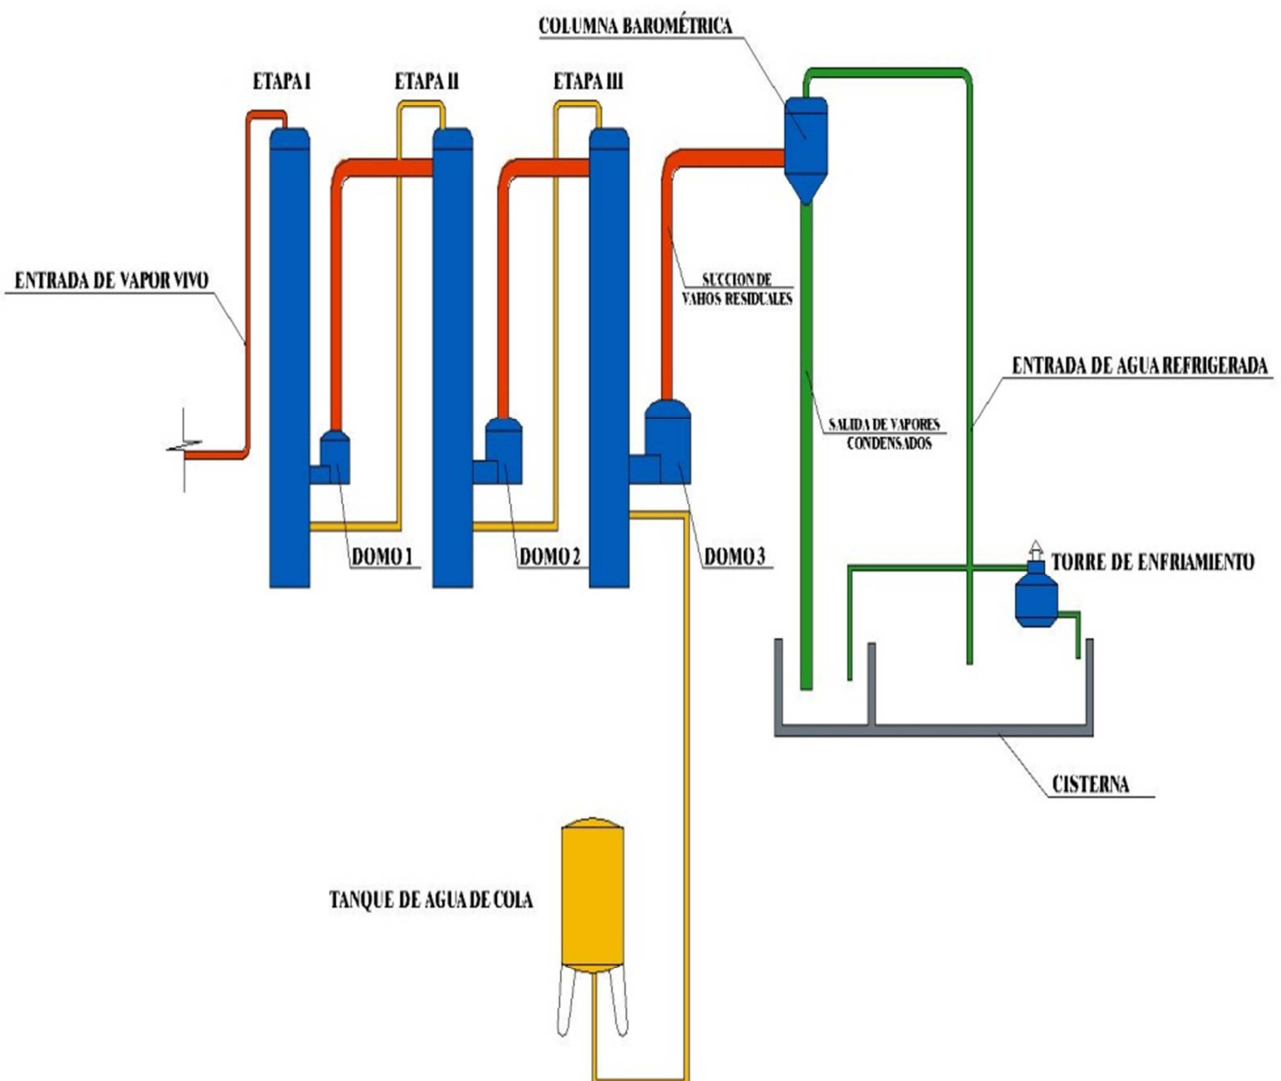 COLUMNA BAROMÉTRICA
ETAPA I
ETAPA II
ETAPA III
ENTRADA DE VAPOR VIVO
SUCCION DE
VAHOS RESIDUALES
ENTRADA DE AGUA REFRIGERADA
SALIDA DE VAPORES
CONDENSADOS
DOMO 1
DOMO 2
DOMO 3
TORRE DE ENFRIAMIENTO
CISTERNA
TANQUE DE AGUA DE COLA